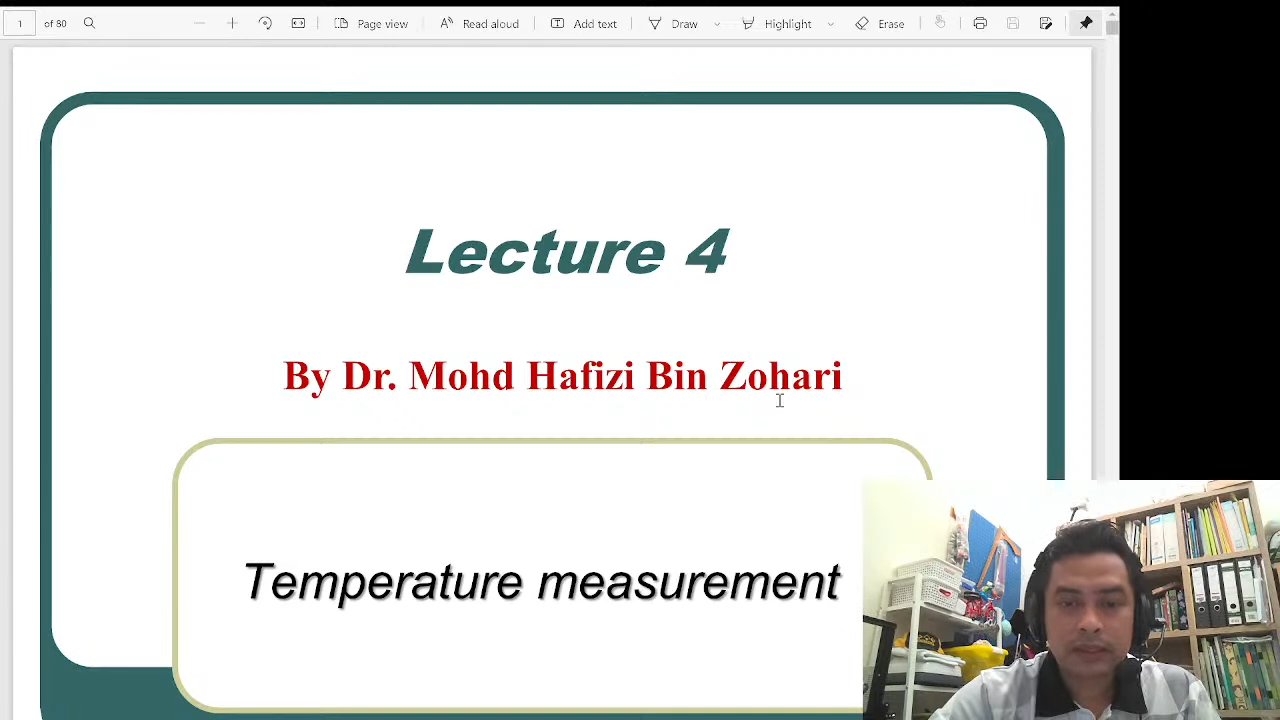 1 of 80 Page view Read aloud Add text Draw Highlight Erase
Lecture 4
By Dr. Mohd Hafizi Bin Zohari
Temperature measurement